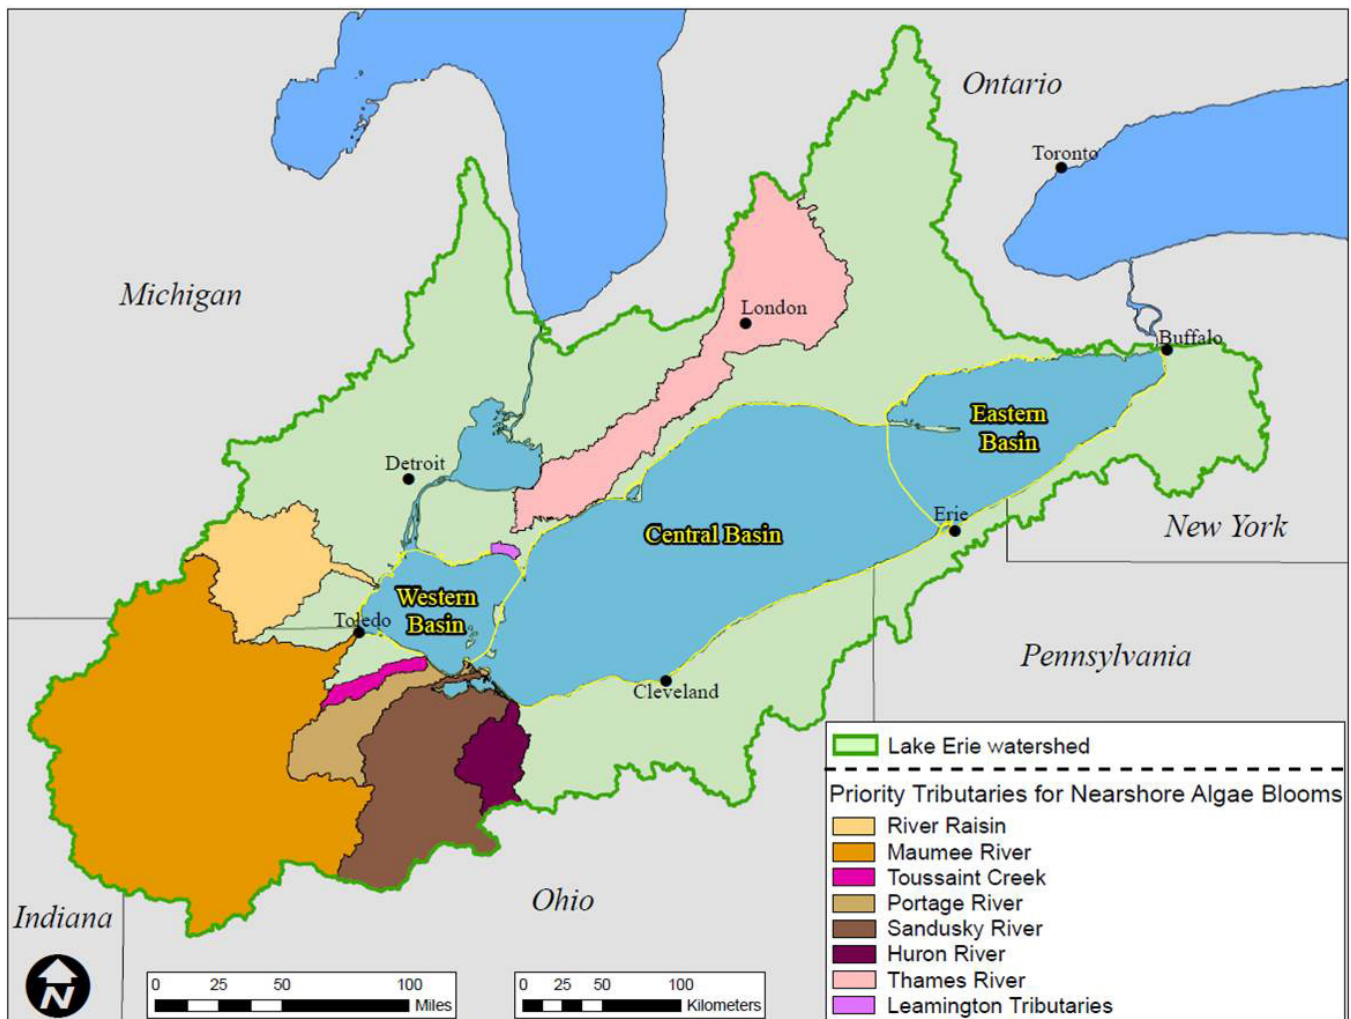 Ontario
Toronto
Michigan
London
Buffalo
Eastern
Basin
Detroit
Erie
New York
Central Basin
Western
Basin
Toledo
Pennsylvania
Cleveland
Lake Erie watershed
Priority Tributaries for Nearshore Algae Blooms
River Raisin
Maumee River
Toussaint Creek
Portage River
Sandusky River
Huron River
Thames River
Leamington Tributaries
Ohio
Indiana
N
0 25 50 100
Miles
0 25 50 100
Kilometers